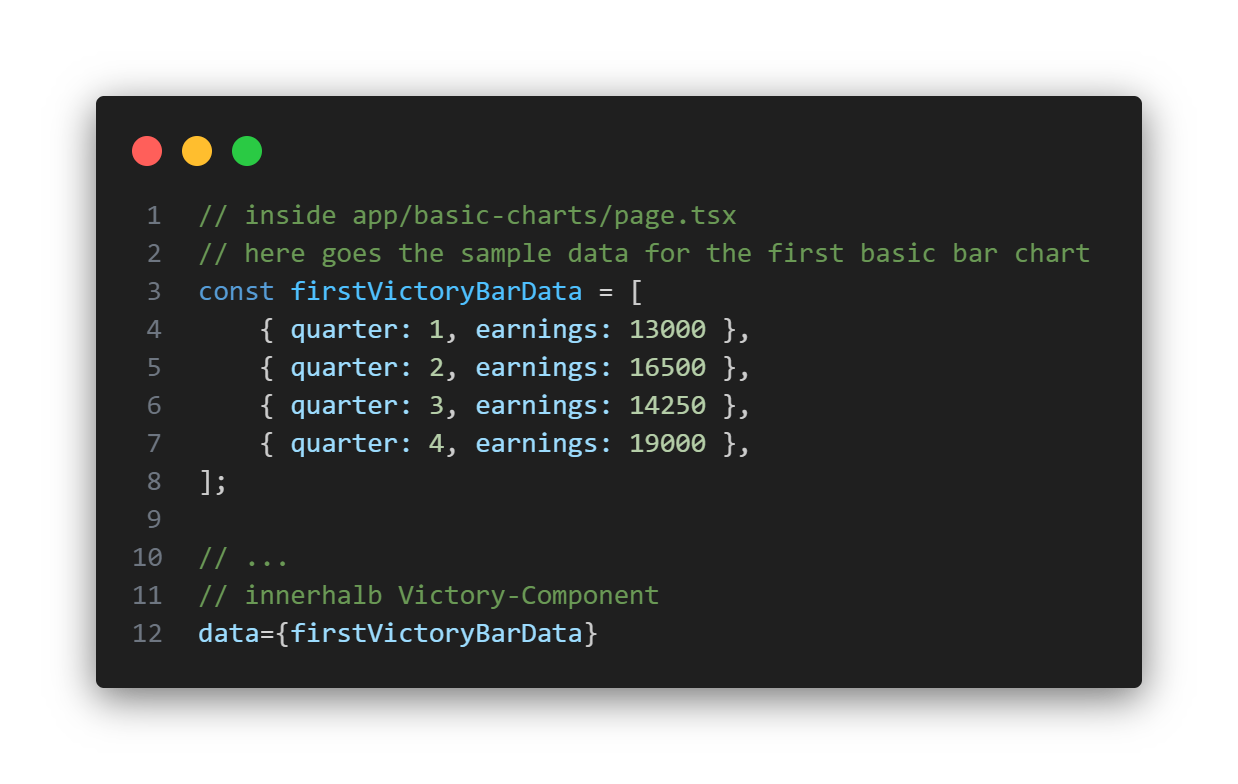 1 // inside app/basic-charts/page.tsx
2 // here goes the sample data for the first basic bar chart
3 const firstVictoryBarData = [
4     { quarter: 1, earnings: 13000 },
5     { quarter: 2, earnings: 16500 },
6     { quarter: 3, earnings: 14250 },
7     { quarter: 4, earnings: 19000 },
8 ];
9
10 // ...
11 // innerhalb Victory-Component
12 data={firstVictoryBarData}